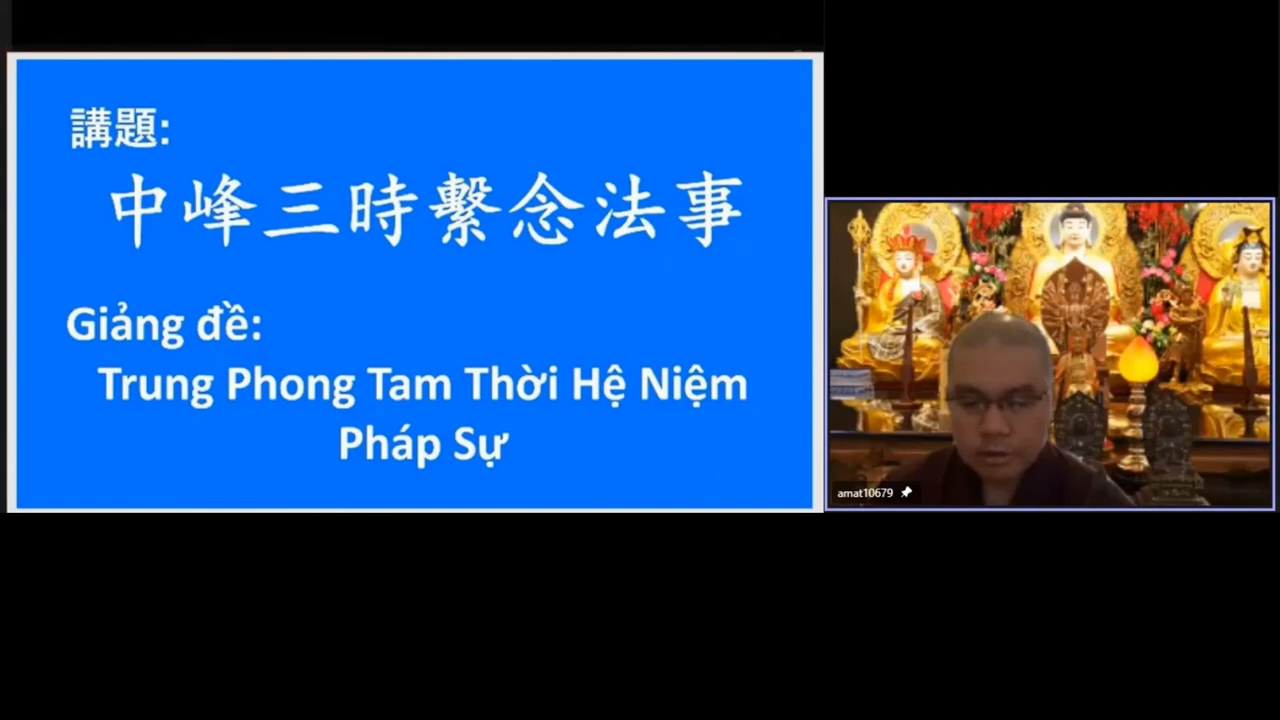 講題:
中峰三時繫念法事
Giảng đề:
Trung Phong Tam Thời Hệ Niệm
Pháp Sự
amat10679